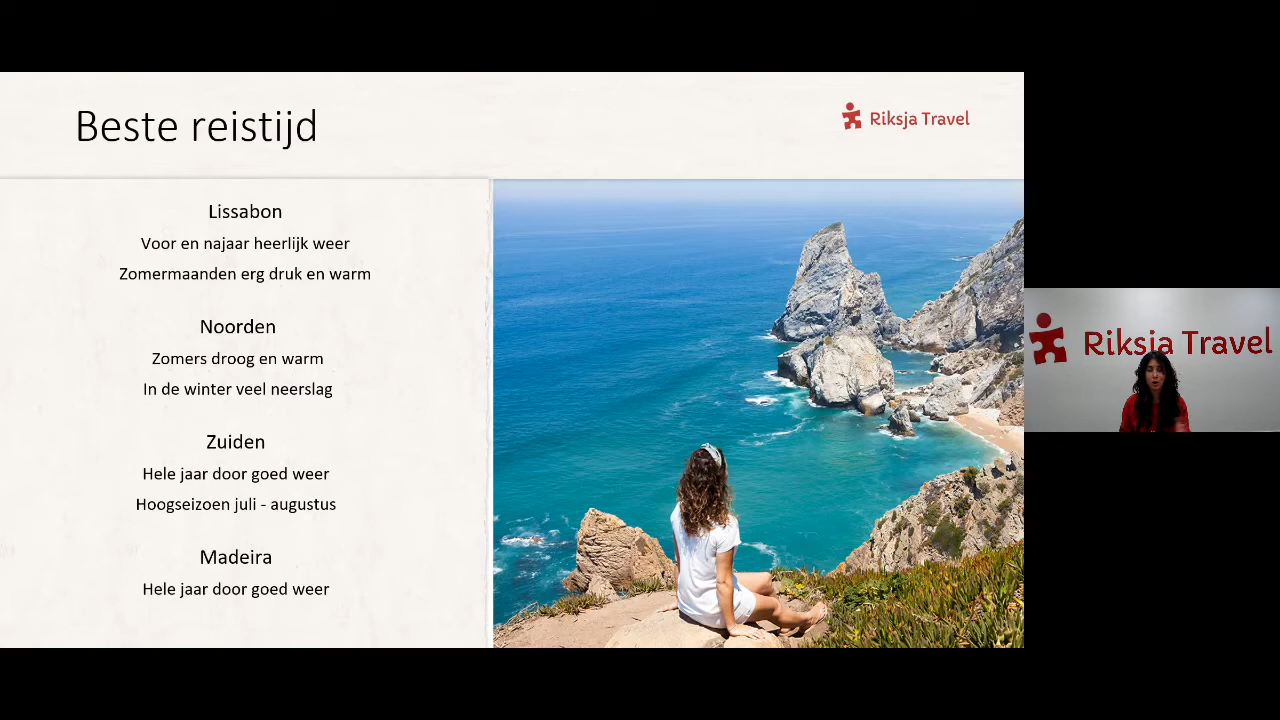 Beste reistijd
Riksja Travel
Lissabon
Voor en najaar heerlijk weer
Zomermaanden erg druk en warm
Noorden
Zomers droog en warm
In de winter veel neerslag
Zuiden
Hele jaar door goed weer
Hoogseizoen juli - augustus
Madeira
Hele jaar door goed weer
Riksja Travel